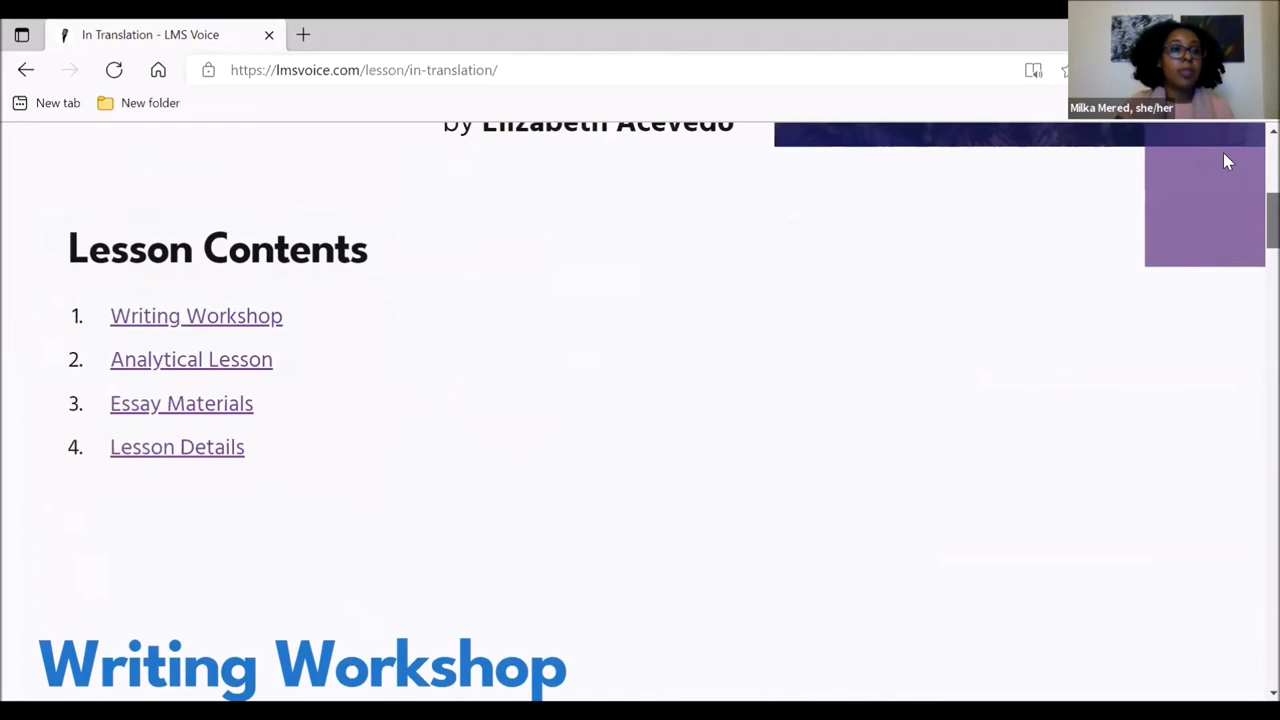 In Translation - LMS Voice
https://lmsvoice.com/lesson/in-translation/
New tab
New folder
Milka Mered, she/her
by Elizabeth Acevedo
Lesson Contents
1. Writing Workshop
2. Analytical Lesson
3. Essay Materials
4. Lesson Details
Writing Workshop